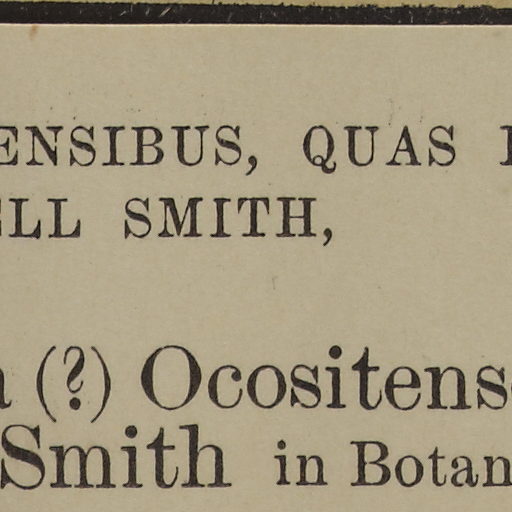 ENSIBUS, QUAS
LL SMITH,
(?) Ocositens
Smith in Botan